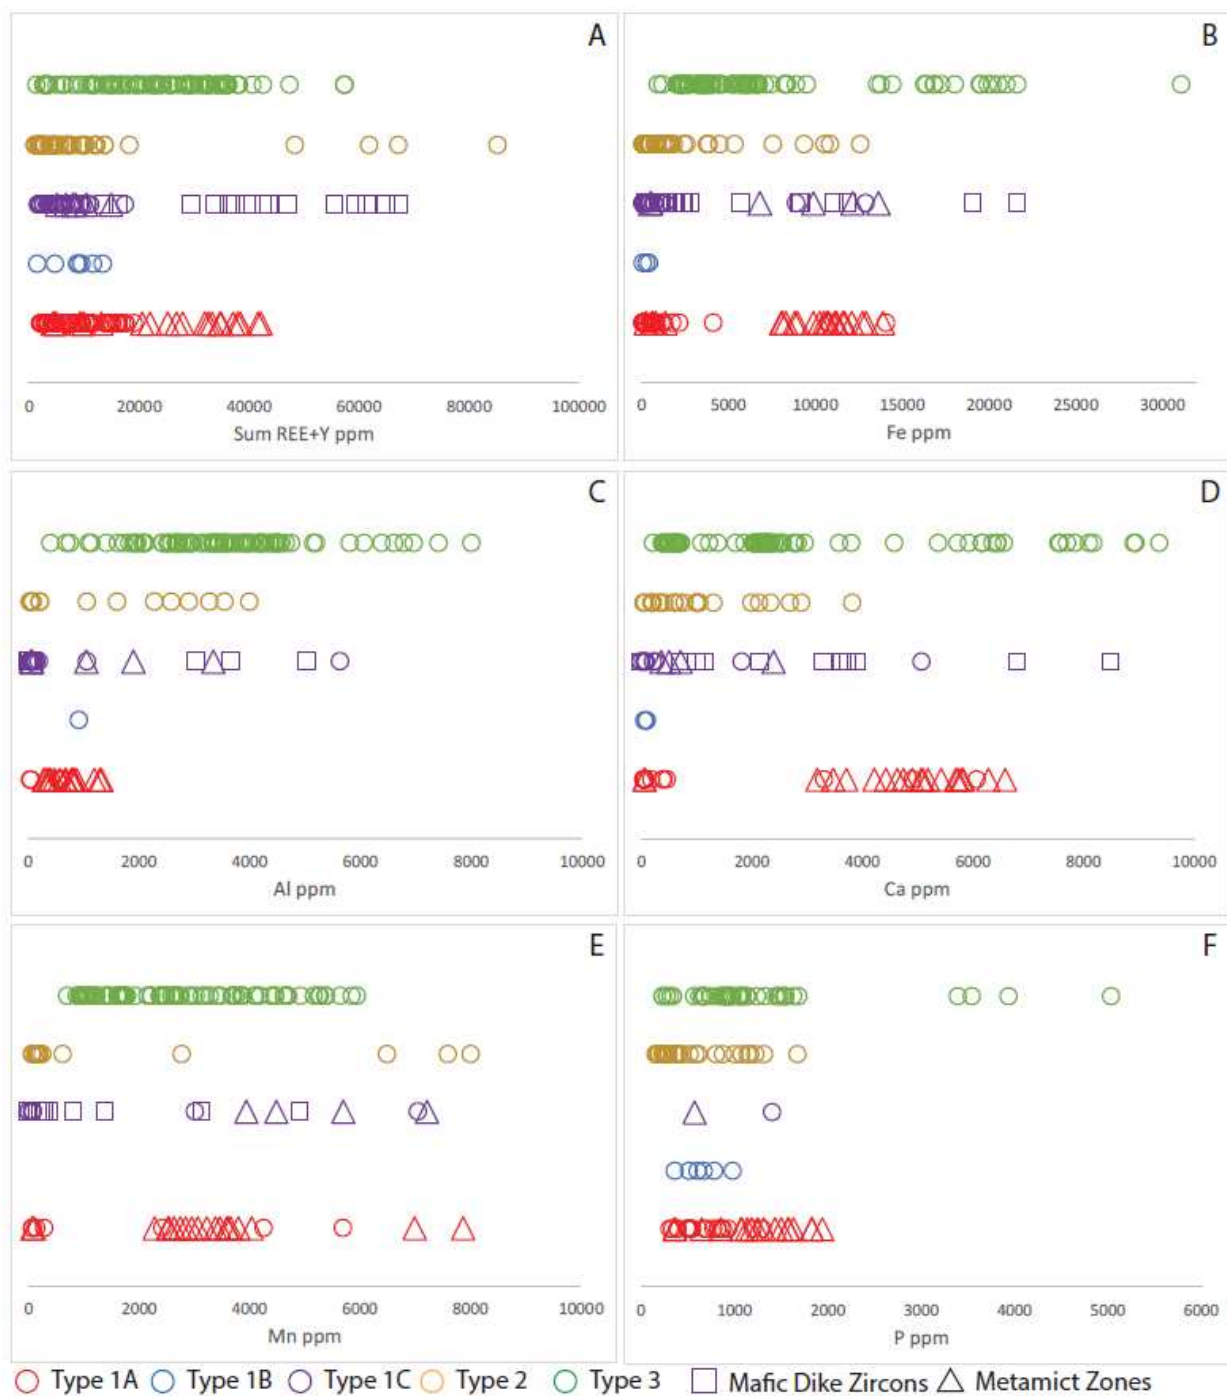 A
0 20000 40000 60000 80000 100000
Sum REE+Y ppm
B
0 5000 10000 15000 20000 25000 30000
Fe ppm
C
0 2000 4000 6000 8000 10000
Al ppm
D
0 2000 4000 6000 8000 10000
Ca ppm
E
0 2000 4000 6000 8000 10000
Mn ppm
F
0 1000 2000 3000 4000 5000 6000
P ppm
Type 1A Type 1B Type 1C Type 2 Type 3 Mafic Dike Zircons Metamict Zones